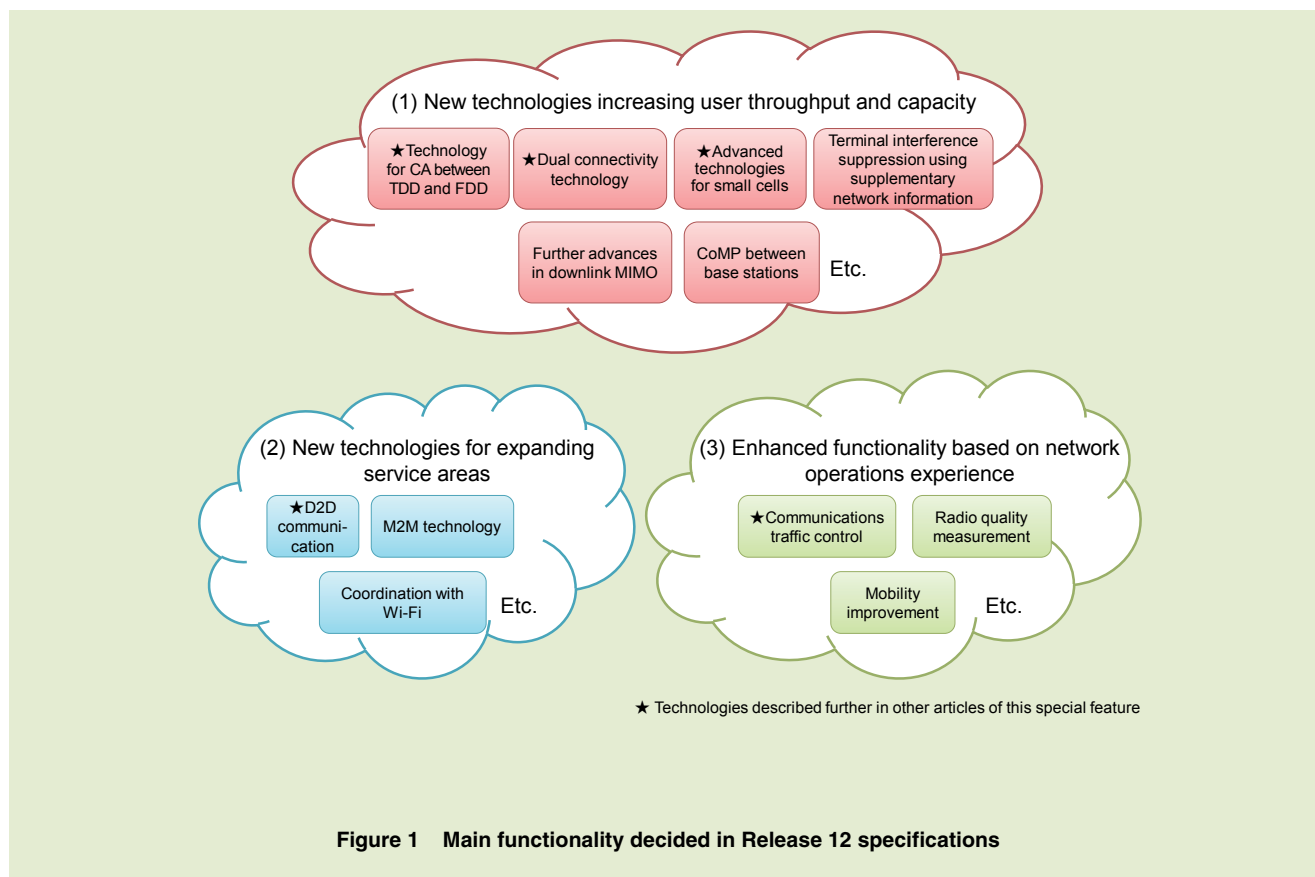 (1) New technologies increasing user throughput and capacity
★Technology
for CA between
TDD and FDD
★Dual connectivity
technology
★Advanced
technologies
for small cells
Terminal interference
suppression using
supplementary
network information
Further advances
in downlink MIMO
CoMP between
base stations
Etc.
(2) New technologies for expanding
service areas
★D2D
communi-
cation
M2M technology
Coordination with
Wi-Fi
Etc.
(3) Enhanced functionality based on network
operations experience
★Communications
traffic control
Radio quality
measurement
Mobility
improvement
Etc.
★ Technologies described further in other articles of this special feature
Figure 1 Main functionality decided in Release 12 specifications